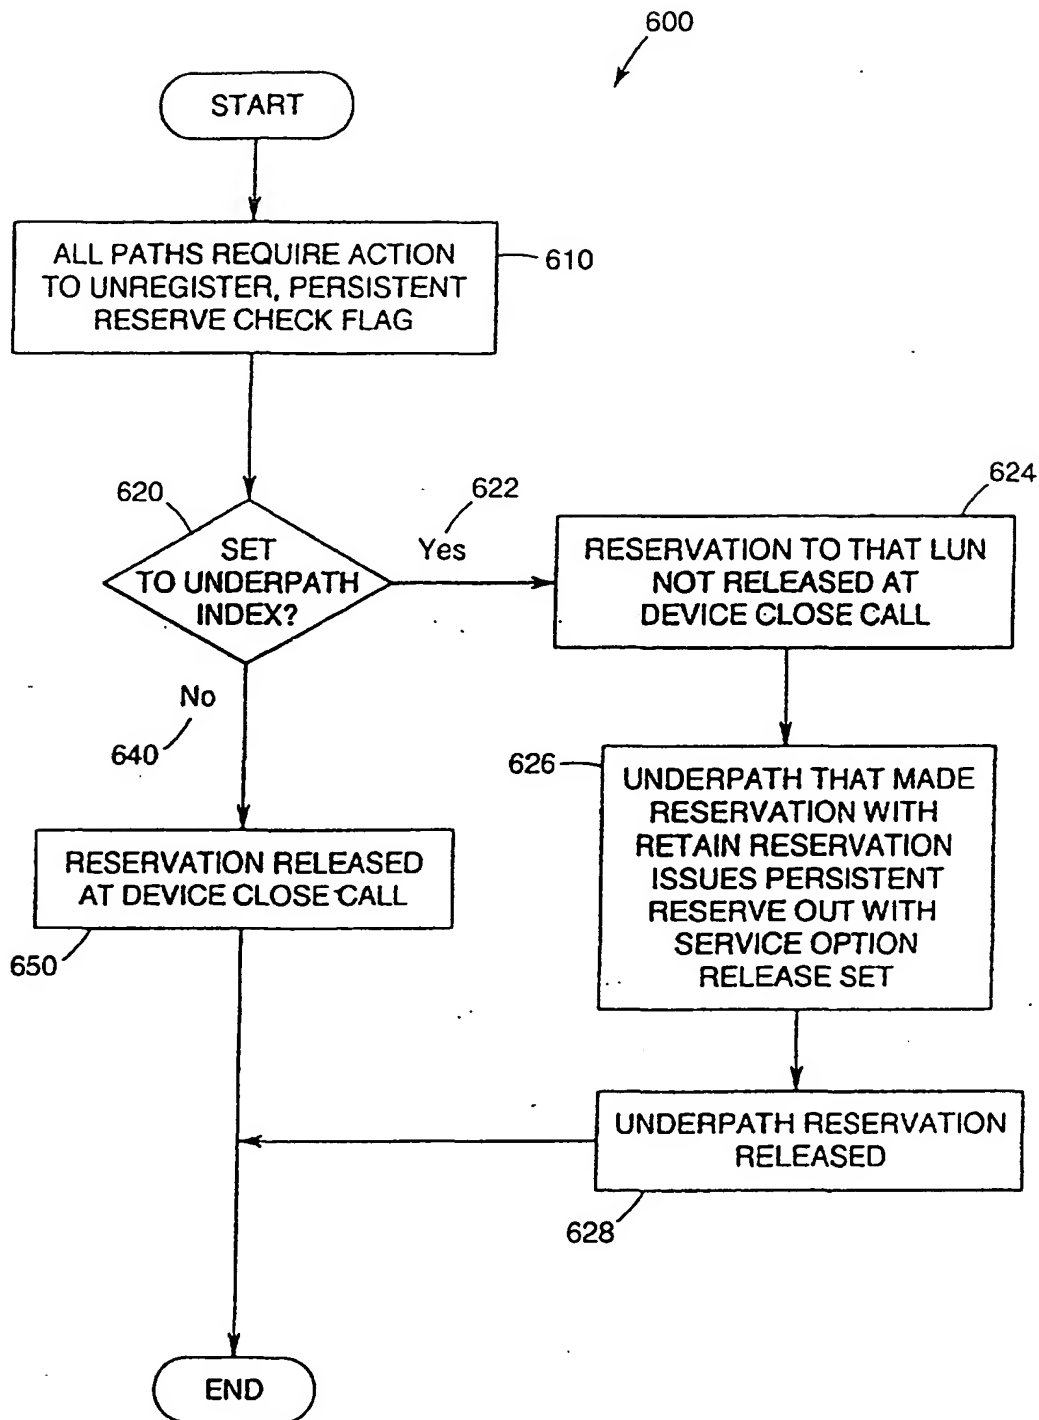 600
START
ALL PATHS REQUIRE ACTION
TO UNREGISTER, PERSISTENT
RESERVE CHECK FLAG
610
620
SET
TO UNDERPATH
INDEX?
622
Yes
624
RESERVATION TO THAT LUN
NOT RELEASED AT
DEVICE CLOSE CALL
No
640
626
UNDERPATH THAT MADE
RESERVATION WITH
RETAIN RESERVATION
ISSUES PERSISTENT
RESERVE OUT WITH
SERVICE OPTION
RELEASE SET
RESERVATION RELEASED
AT DEVICE CLOSE CALL
650
UNDERPATH RESERVATION
RELEASED
628
END